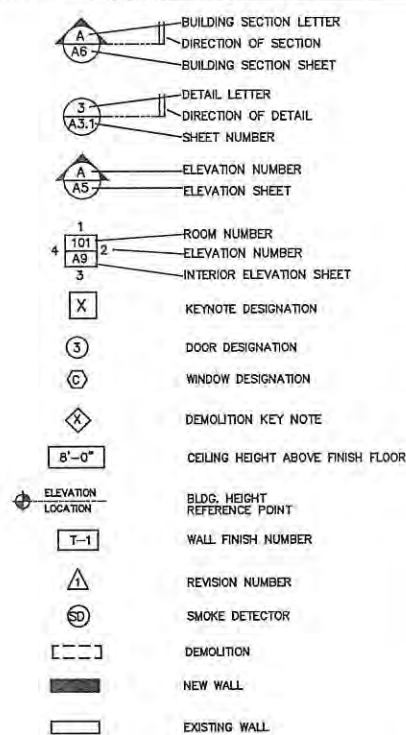 A
A6
BUILDING SECTION LETTER
DIRECTION OF SECTION
BUILDING SECTION SHEET
3
A3.1
DETAIL LETTER
DIRECTION OF DETAIL
SHEET NUMBER
A
A5
ELEVATION NUMBER
ELEVATION SHEET
1
4 101 2
A9
3
ROOM NUMBER
ELEVATION NUMBER
INTERIOR ELEVATION SHEET
X KEYNOTE DESIGNATION
3 DOOR DESIGNATION
C WINDOW DESIGNATION
X DEMOLITION KEY NOTE
8'-0" CEILING HEIGHT ABOVE FINISH FLOOR
ELEVATION
LOCATION
BLDG. HEIGHT
REFERENCE POINT
T-1 WALL FINISH NUMBER
1 REVISION NUMBER
SD SMOKE DETECTOR
DEMOLITION
NEW WALL
EXISTING WALL